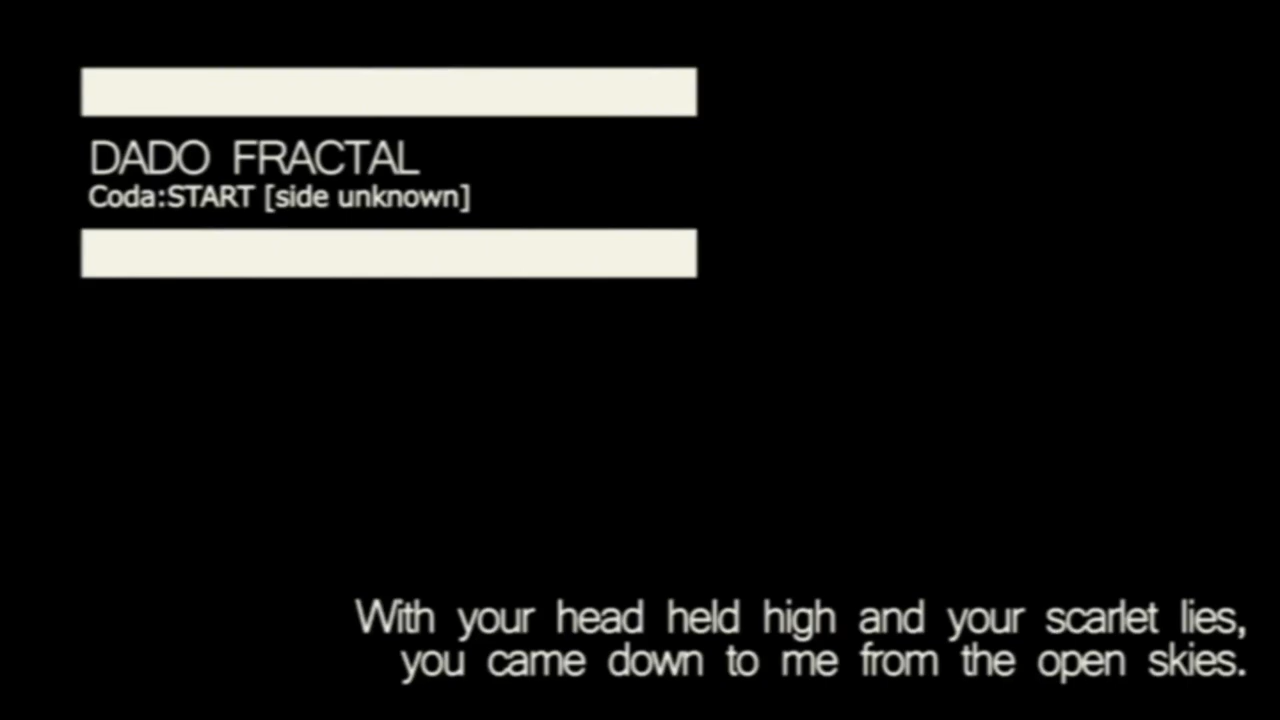 DADO FRACTAL
Coda:START [side unknown]
With your head held high and your scarlet lies,
you came down to me from the open skies.